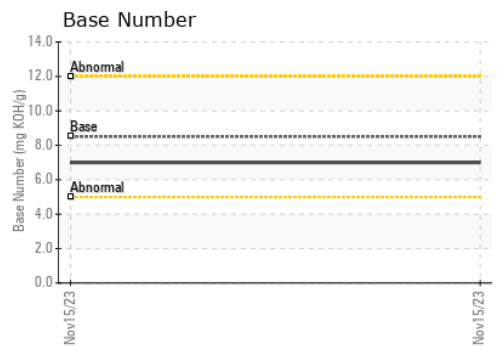 Base Number
14.0
Abnormal
12.0
10.0
Base
8.0
6.0
Abnormal
4.0
2.0
0.0
Base Number (mg KOH/g)
Nov15/23
Nov15/23